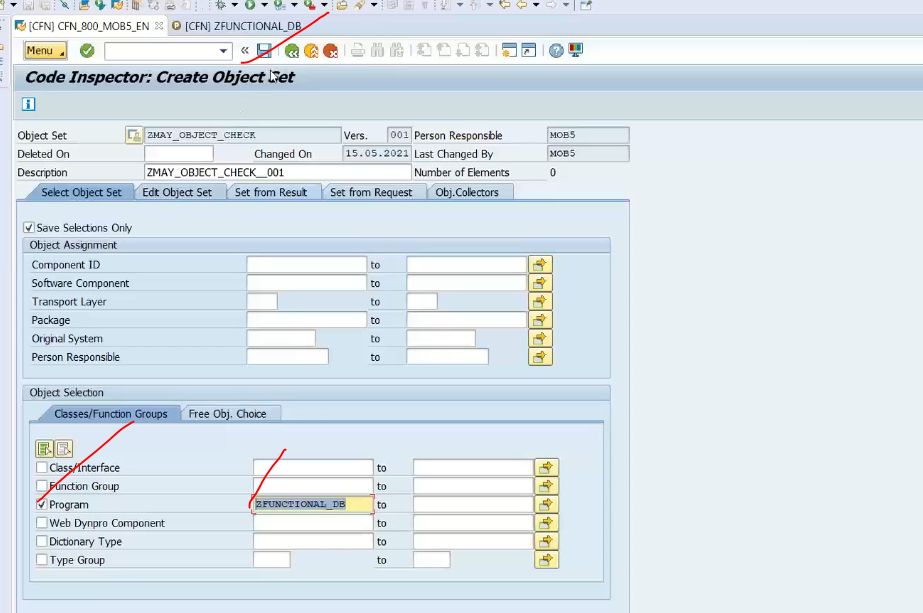 [CFN] CFN_800_MOB5_EN [CFN] ZFUNCTIONAL_DB
Menu
Code Inspector: Create Object Set
Object Set ZMAY_OBJECT_CHECK Vers. 001 Person Responsible MOB5
Deleted On Changed On 15.05.2021 Last Changed By MOB5
Description ZMAY_OBJECT_CHECK__001 Number of Elements 0
Select Object Set Edit Object Set Set from Result Set from Request Obj.Collectors
Save Selections Only
Object Assignment
Component ID to
Software Component to
Transport Layer to
Package to
Original System to
Person Responsible to
Object Selection
Classes/Function Groups Free Obj. Choice
Class/Interface to
Function Group to
Program ZFUNCTIONAL_DB to
Web Dynpro Component to
Dictionary Type to
Type Group to